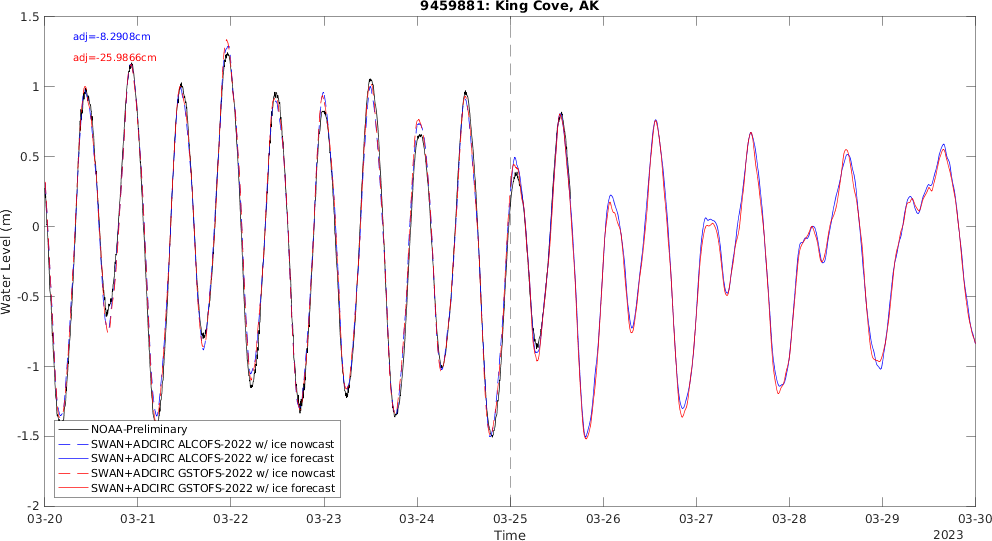 9459881: King Cove, AK
adj=-8.2908cm
adj=-25.9866cm
Water Level (m)
1.5
1
0.5
0
-0.5
-1
-1.5
-2
NOAA-Preliminary
SWAN+ADCIRC ALCOFS-2022 w/ ice nowcast
SWAN+ADCIRC ALCOFS-2022 w/ ice forecast
SWAN+ADCIRC GSTOFS-2022 w/ ice nowcast
SWAN+ADCIRC GSTOFS-2022 w/ ice forecast
03-20 03-21 03-22 03-23 03-24 03-25 03-26 03-27 03-28 03-29 03-30
Time
2023